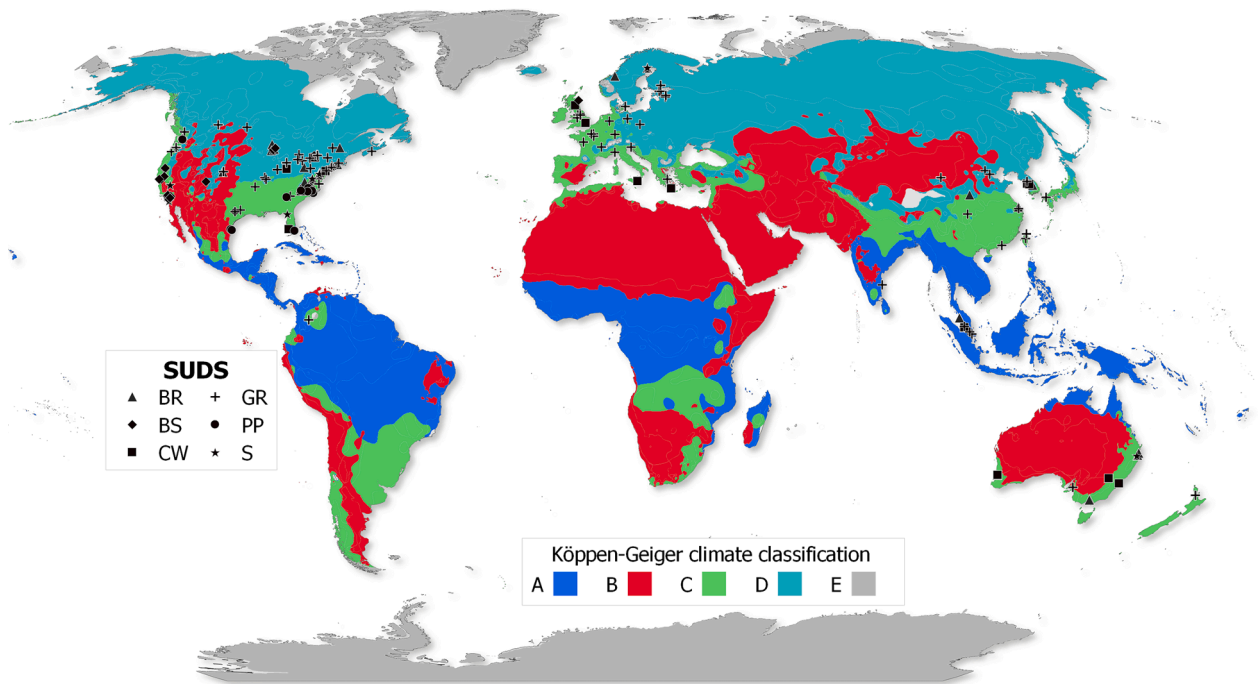 SUDS
BR GR
BS PP
CW S
Köppen-Geiger climate classification
A B C D E